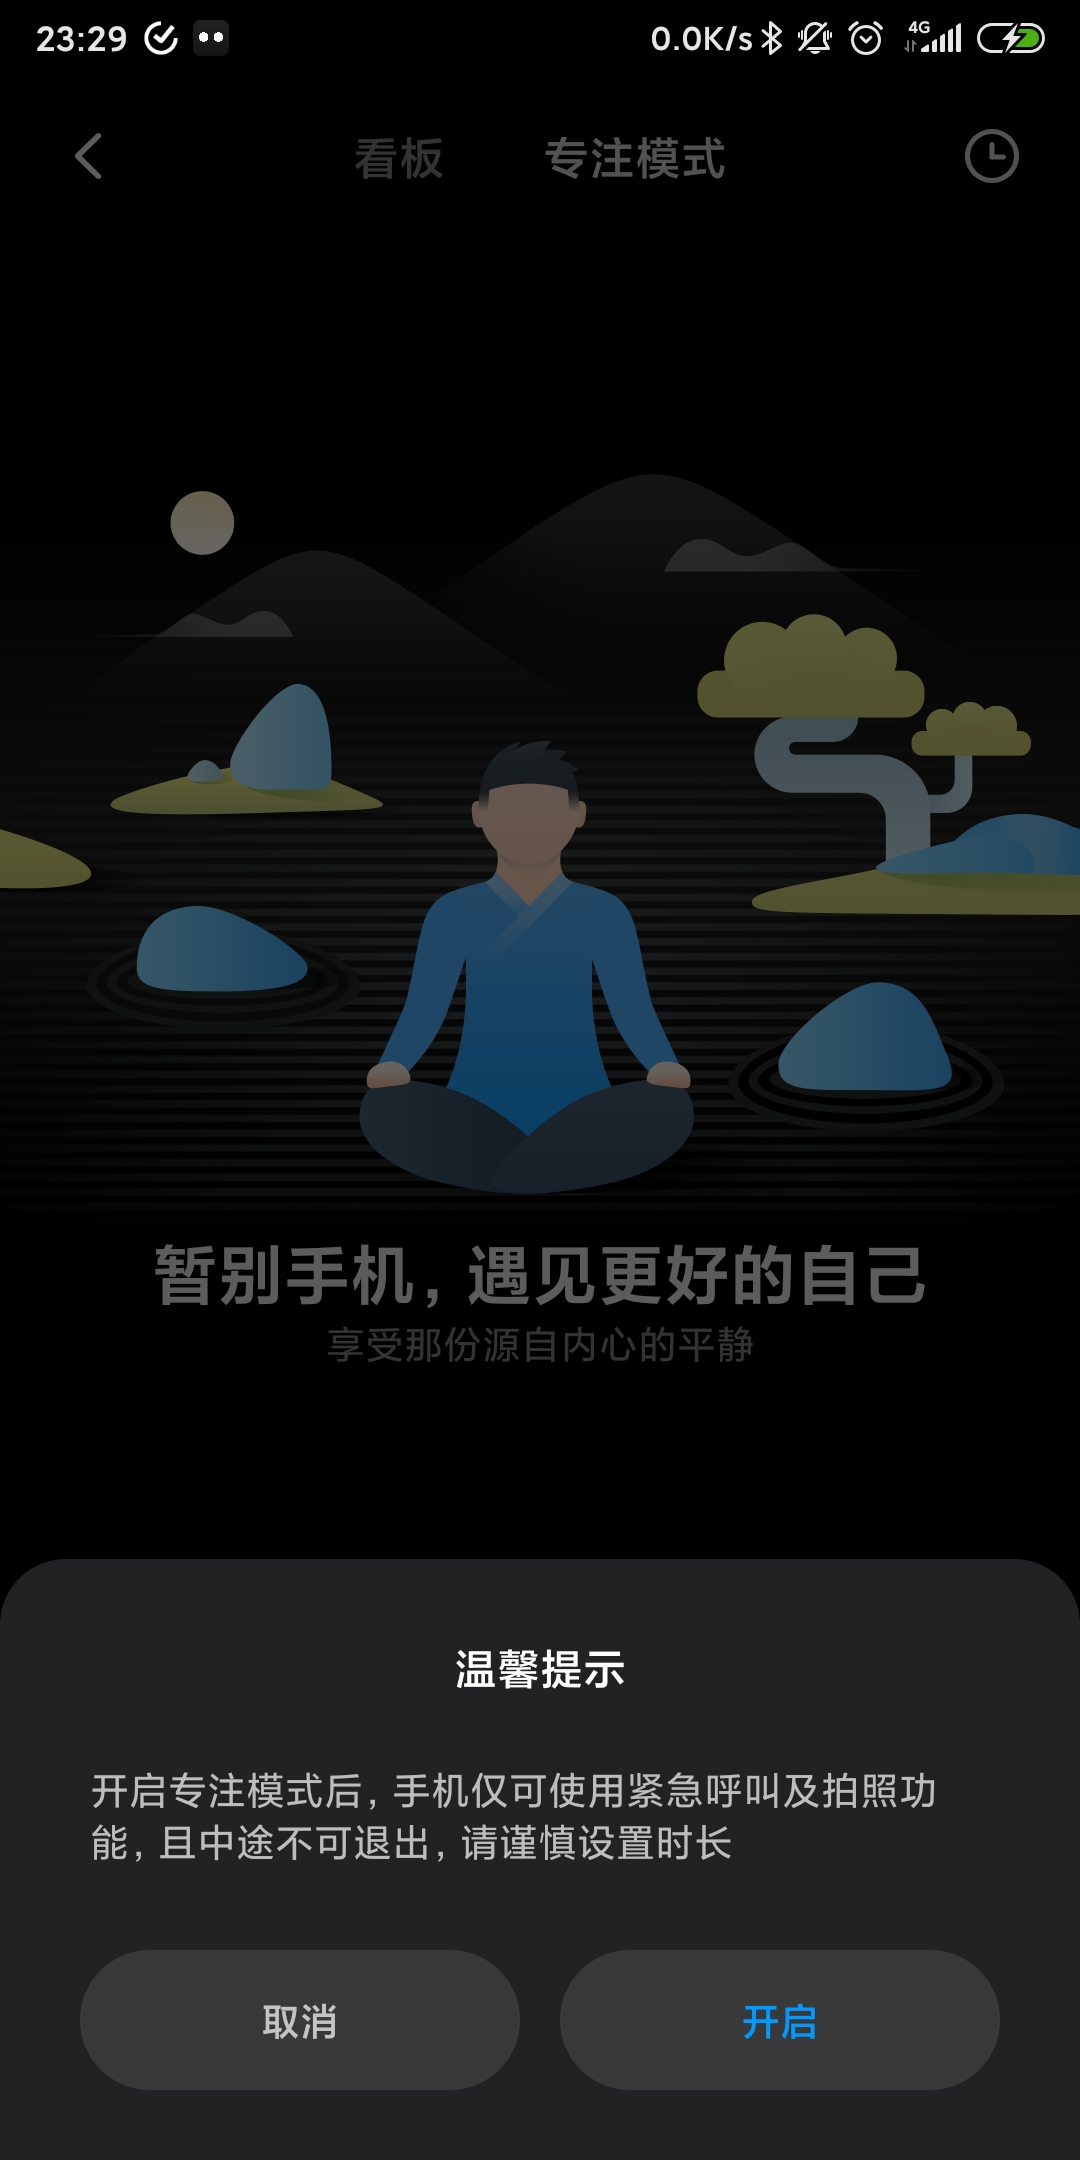 23:29
0.0K/s
4G
看板
专注模式
暂别手机，遇见更好的自己
享受那份源自内心的平静
温馨提示
开启专注模式后，手机仅可使用紧急呼叫及拍照功
能，且中途不可退出，请谨慎设置时长
取消
开启